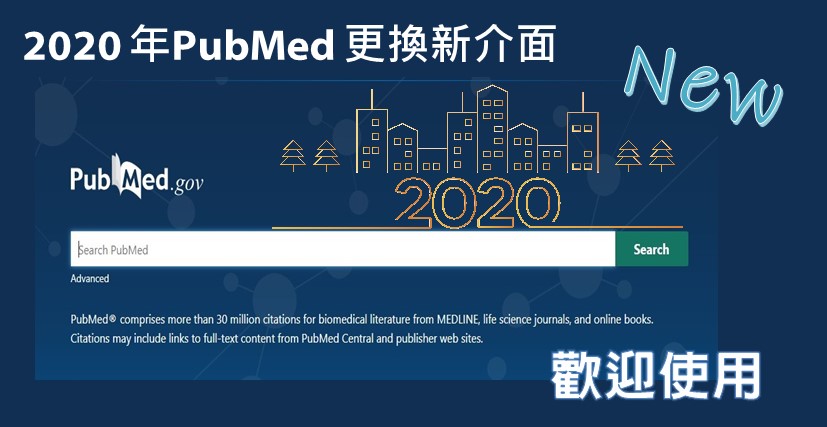 2020 年PubMed 更換新介面
New
PubMed.gov
2020
Search PubMed
Search
Advanced
PubMed® comprises more than 30 million citations for biomedical literature from MEDLINE, life science journals, and online books.
Citations may include links to full-text content from PubMed Central and publisher web sites.
歡迎使用